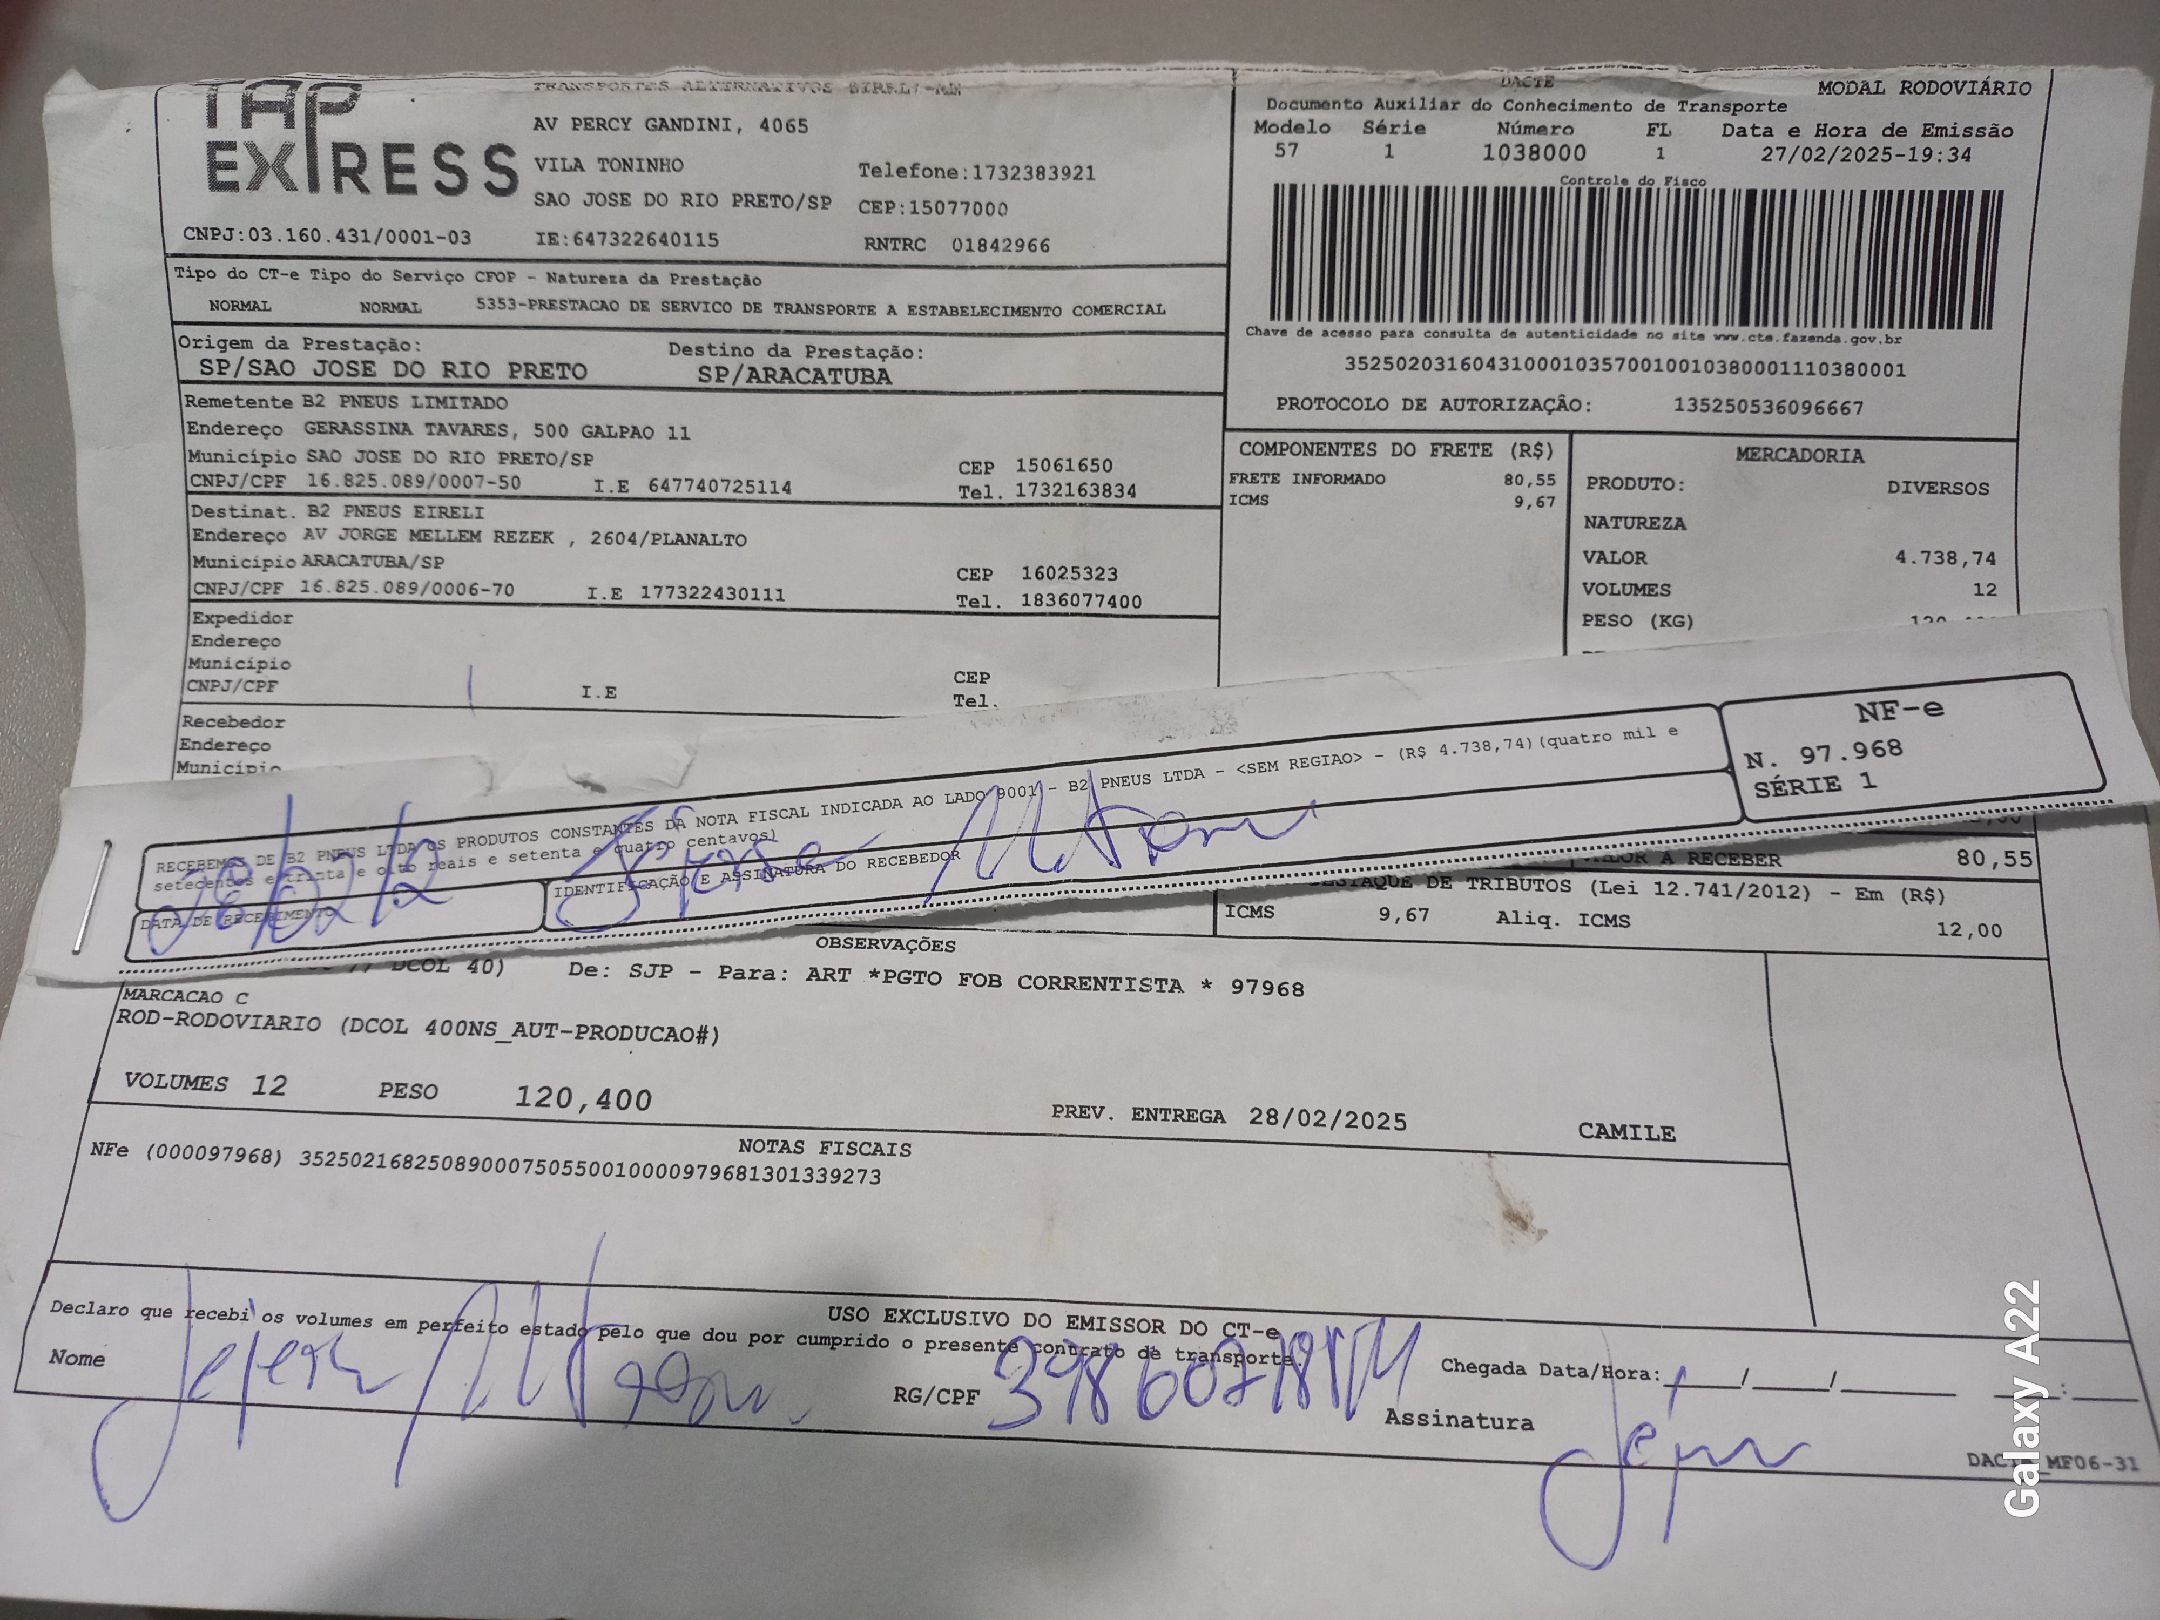 TAP EXPRESS
TRANSPORTES ALTERNATIVOS EIRELI-ME
AV PERCY GANDINI, 4065
VILA TONINHO
Telefone:1732383921
SAO JOSE DO RIO PRETO/SP CEP:15077000
CNPJ:03.160.431/0001-03 IE:647322640115 RNTRC 01842966
DACTE
MODAL RODOVIÁRIO
Documento Auxiliar do Conhecimento de Transporte
Modelo Série Número FL Data e Hora de Emissão
57 1 1038000 1 27/02/2025-19:34
Controle do Fisco
Chave de acesso para consulta de autenticidade no site www.cte.fazenda.gov.br
35250203160431000103570010010380001110380001
PROTOCOLO DE AUTORIZAÇÃO: 135250536096667
Tipo do CT-e Tipo do Serviço CFOP - Natureza da Prestação
NORMAL NORMAL 5353-PRESTACAO DE SERVICO DE TRANSPORTE A ESTABELECIMENTO COMERCIAL
Origem da Prestação: Destino da Prestação:
SP/SAO JOSE DO RIO PRETO SP/ARACATUBA
Remetente B2 PNEUS LIMITADO
Endereço GERASSINA TAVARES, 500 GALPAO 11
Município SAO JOSE DO RIO PRETO/SP CEP 15061650
CNPJ/CPF 16.825.089/0007-50 I.E 647740725114 Tel. 1732163834
Destinat. B2 PNEUS EIRELI
Endereço AV JORGE MELLEM REZEK , 2604/PLANALTO
Município ARACATUBA/SP CEP 16025323
CNPJ/CPF 16.825.089/0006-70 I.E 177322430111 Tel. 1836077400
Expedidor
Endereço
Município CEP
CNPJ/CPF I.E Tel.
Recebedor
Endereço
Município
COMPONENTES DO FRETE (R$)
FRETE INFORMADO 80,55
ICMS 9,67
MERCADORIA
PRODUTO: DIVERSOS
NATUREZA
VALOR 4.738,74
VOLUMES 12
PESO (KG)
RECEBEMOS DE B2 PNEUS LTDA OS PRODUTOS CONSTANTES DA NOTA FISCAL INDICADA AO LADO 9001 - B2 PNEUS LTDA - <SEM REGIAO> - (R$ 4.738,74)(quatro mil e
setecentos e trinta e oito reais e setenta e quatro centavos)
DATA DE RECEBIMENTO
IDENTIFICAÇÃO E ASSINATURA DO RECEBEDOR
NF-e
N. 97.968
SÉRIE 1
VALOR A RECEBER 80,55
DE TRIBUTOS (Lei 12.741/2012) - Em (R$)
ICMS 9,67 Aliq. ICMS 12,00
OBSERVAÇÕES
DCOL 40) De: SJP - Para: ART *PGTO FOB CORRENTISTA * 97968
MARCACAO C
ROD-RODOVIARIO (DCOL 400NS_AUT-PRODUCAO#)
VOLUMES 12 PESO 120,400 PREV. ENTREGA 28/02/2025 CAMILE
NOTAS FISCAIS
NFe (000097968) 35250216825089000750550010000979681301339273
USO EXCLUSIVO DO EMISSOR DO CT-e
Declaro que recebi os volumes em perfeito estado pelo que dou por cumprido o presente contrato de transporte.
Nome
RG/CPF
Chegada Data/Hora: / / :
Assinatura
MF06-31
Galaxy A22